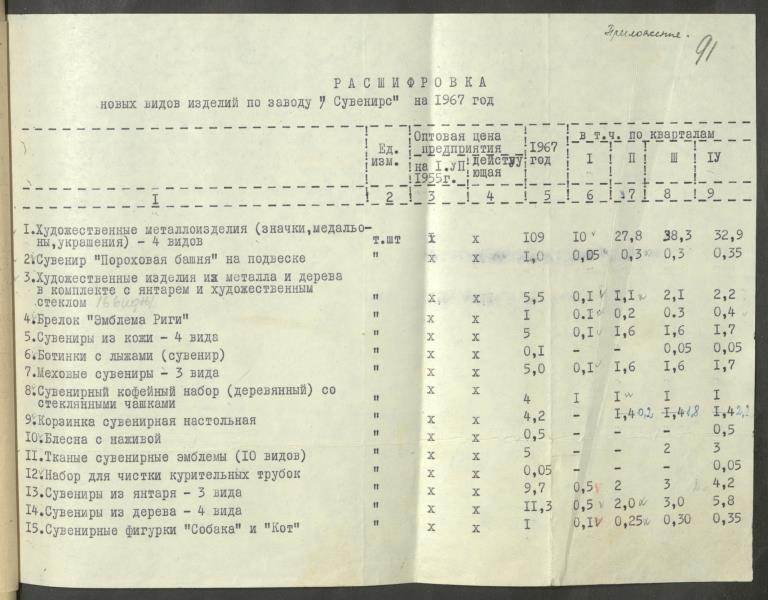 Приложение.
91
РАСШИФРОВКА
новых видов изделий по заводу " Сувенирс" на 1967 год
Ед. изм. Оптовая цена предприятия 1967 год в т.ч. по кварталам
на I.УП 1955г. действующая I П Ш IУ
I 2 3 4 5 6 7 8 9
I.Художественные металлоизделия (значки,медальо-
ны,украшения) - 4 видов т.шт х х I09 I0 27,8 38,3 32,9
2.Сувенир "Пороховая башня" на подвеске " х х I,0 0,05 0,3 0,3 0,35
3.Художественные изделия из металла и дерева
в комплекте с янтарем и художественным
стеклом " х х 5,5 0,I I,I 2,I 2,2
4.Брелок "Эмблема Риги" " х х I 0.I 0,2 0.3 0,4
5.Сувениры из кожи - 4 вида " х х 5 0,I I,6 I,6 I,7
6.Ботинки с лыжами (сувенир) " х х 0,I - - 0,05 0,05
7.Меховые сувениры - 3 вида " х х 5,0 0,I I,6 I,6 I,7
8.Сувенирный кофейный набор (деревянный) со
стеклянными чашками " х х 4 I I I I
9.Корзинка сувенирная настольная " х х 4,2 - I,4 0,2 I,4 1,8 I,4 2,2
I0.Блесна с наживой " х х 0,5 - - - 0,5
II.Тканые сувенирные эмблемы (I0 видов) " х х 5 - - 2 3
I2.Набор для чистки курительных трубок " х х 0,05 - - - 0,05
I3.Сувениры из янтаря - 3 вида " х х 9,7 0,5 2 3 4,2
I4.Сувениры из дерева - 4 вида " х х II,3 0,5 2,0 3,0 5,8
I5.Сувенирные фигурки "Собака" и "Кот" " х х I 0,I 0,25 0,30 0,35